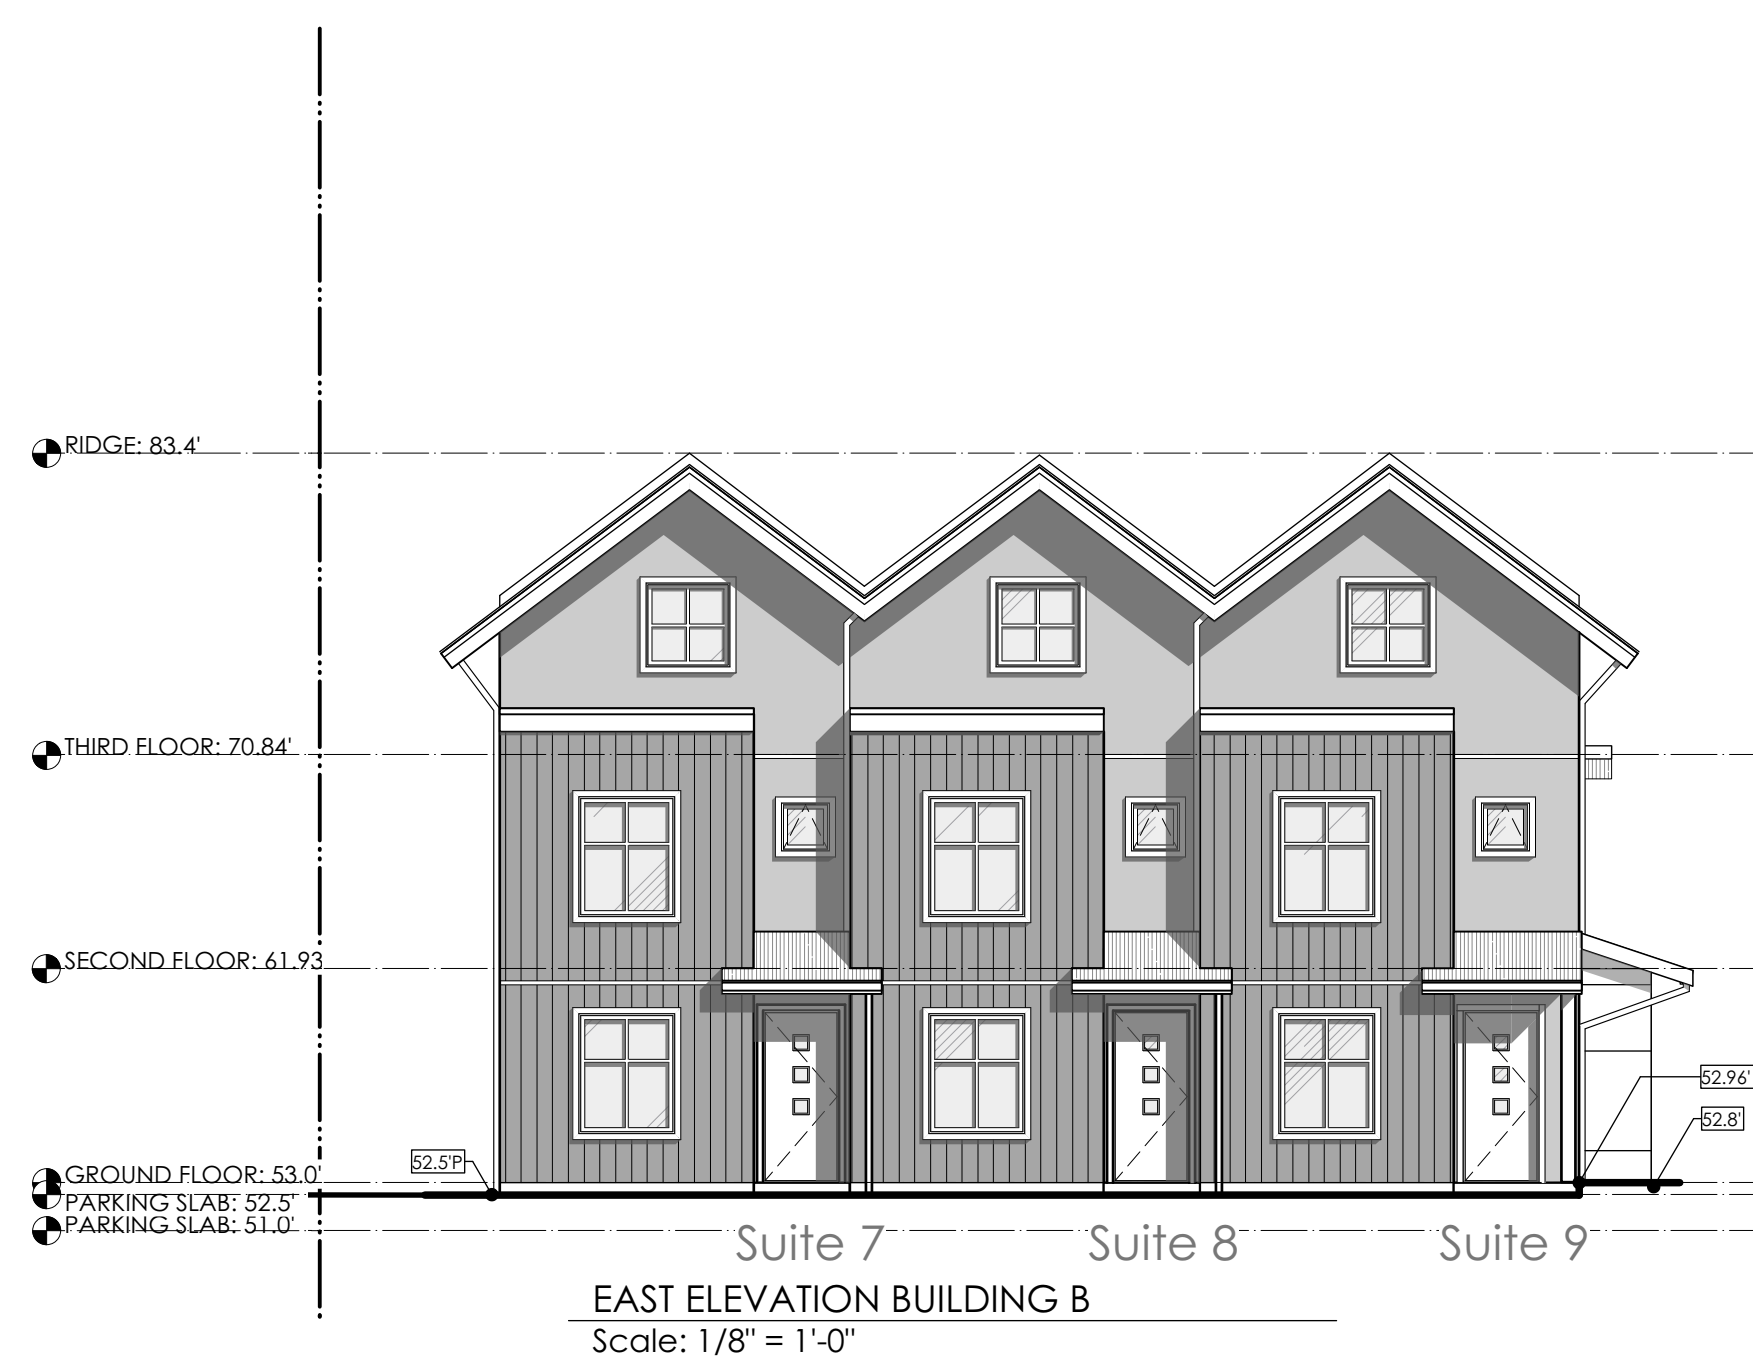 RIDGE: 83.4'
THIRD FLOOR: 70.84'
SECOND FLOOR: 61.93
52.96'
52.8'
52.5'P
GROUND FLOOR: 53.0'
PARKING SLAB: 52.5'
PARKING SLAB: 51.0'
Suite 7
Suite 8
Suite 9
EAST ELEVATION BUILDING B
Scale: 1/8" = 1'-0"